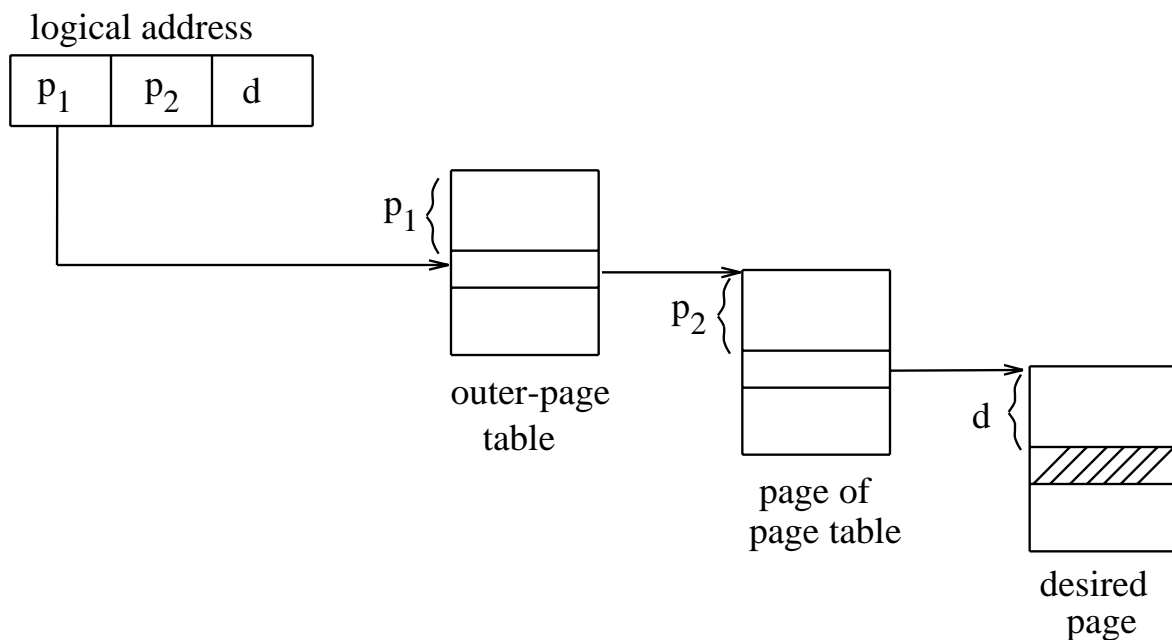 logical address
p1 p2 d
p1
outer-page
table
p2
page of
page table
d
desired
page